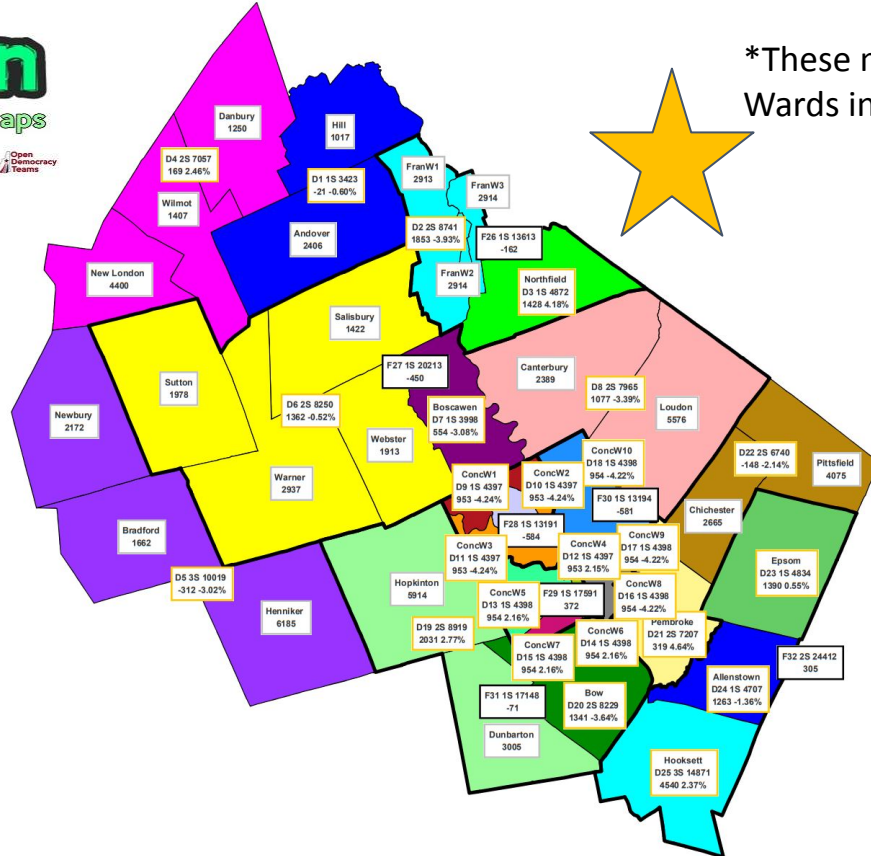 n
aps
Open
Democracy
Teams
*These n
Wards in
Danbury
1250
Hill
1017
D4 2S 7057
169 2.46%
D1 1S 3423
-21 -0.60%
FranW1
2913
FranW3
2914
Wilmot
1407
Andover
2406
D2 2S 8741
1853 -3.93%
F26 1S 13613
-162
New London
4400
FranW2
2914
Northfield
D3 1S 4872
1428 4.18%
Salisbury
1422
F27 1S 20213
-450
Canterbury
2389
Sutton
1978
D6 2S 8250
1362 -0.52%
Boscawen
D7 1S 3998
554 -3.08%
D8 2S 7965
1077 -3.39%
Loudon
5576
Newbury
2172
Webster
1913
Warner
2937
ConcW1
D9 1S 4397
953 -4.24%
ConcW2
D10 1S 4397
953 -4.24%
ConcW10
D18 1S 4398
954 -4.22%
D22 2S 6740
-148 -2.14%
Pittsfield
4075
F30 1S 13194
-581
Chichester
2665
F28 1S 13191
-584
Bradford
1662
ConcW3
D11 1S 4397
953 -4.24%
ConcW4
D12 1S 4397
953 2.15%
ConcW9
D17 1S 4398
954 -4.22%
Epsom
D23 1S 4834
1390 0.55%
D5 3S 10019
-312 -3.02%
Hopkinton
5914
ConcW5
D13 1S 4398
954 2.16%
F29 1S 17591
372
ConcW8
D16 1S 4398
954 -4.22%
Henniker
6185
D19 2S 8919
2031 2.77%
ConcW7
D15 1S 4398
954 2.16%
ConcW6
D14 1S 4398
954 2.16%
Pembroke
D21 2S 7207
319 4.64%
F32 2S 24412
305
Allenstown
D24 1S 4707
1263 -1.36%
F31 1S 17148
-71
Bow
D20 2S 8229
1341 -3.64%
Dunbarton
3005
Hooksett
D25 3S 14871
4540 2.37%